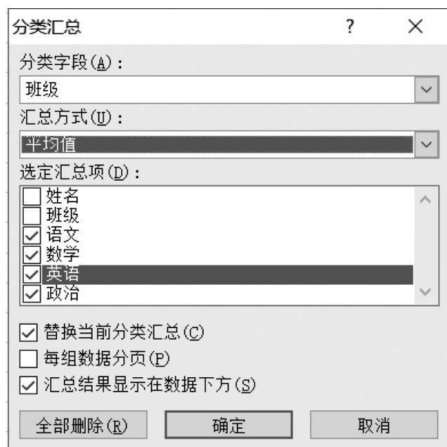 分类汇总 ? ×
分类字段(A)：
班级
汇总方式(U)：
平均值
选定汇总项(D)：
姓名
班级
语文
数学
英语
政治
替换当前分类汇总(C)
每组数据分页(P)
汇总结果显示在数据下方(S)
全部删除(R) 确定 取消